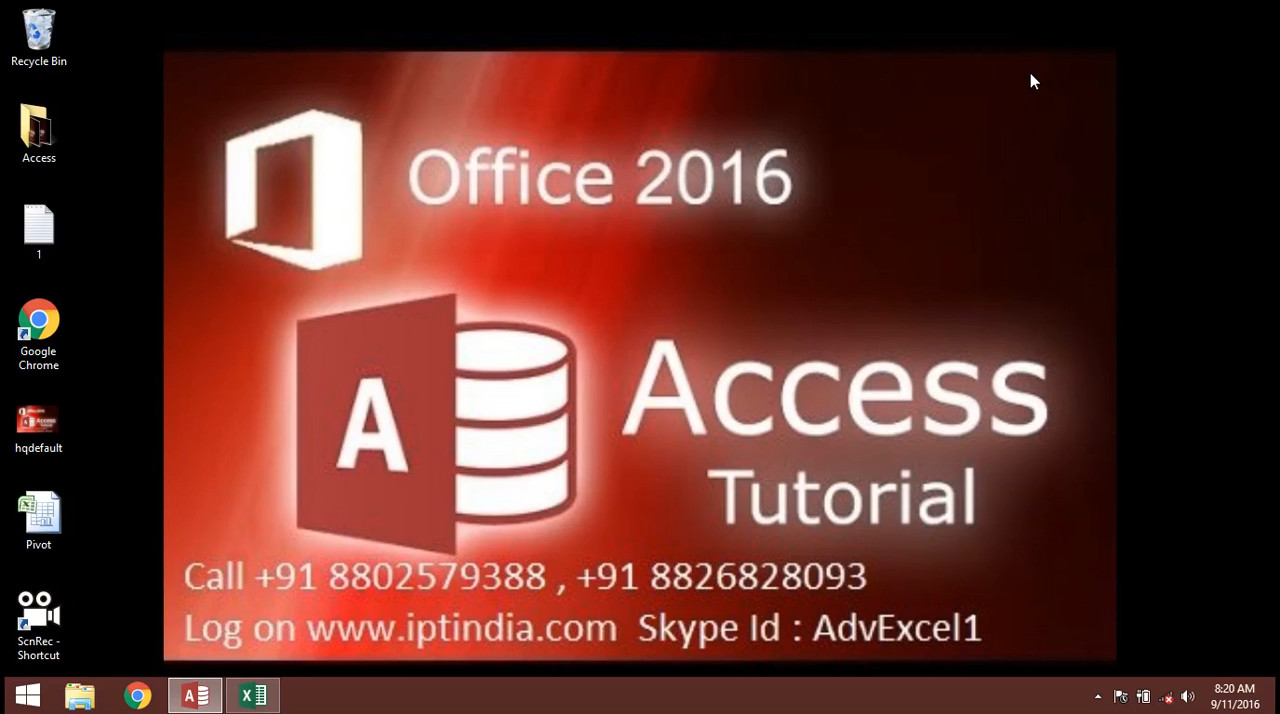 Recycle Bin
Access
1
Google
Chrome
hqdefault
Pivot
ScnRec -
Shortcut
Office 2016
A
Access
Tutorial
Call +91 8802579388 , +91 8826828093
Log on www.iptindia.com  Skype Id : AdvExcel1
8:20 AM
9/11/2016